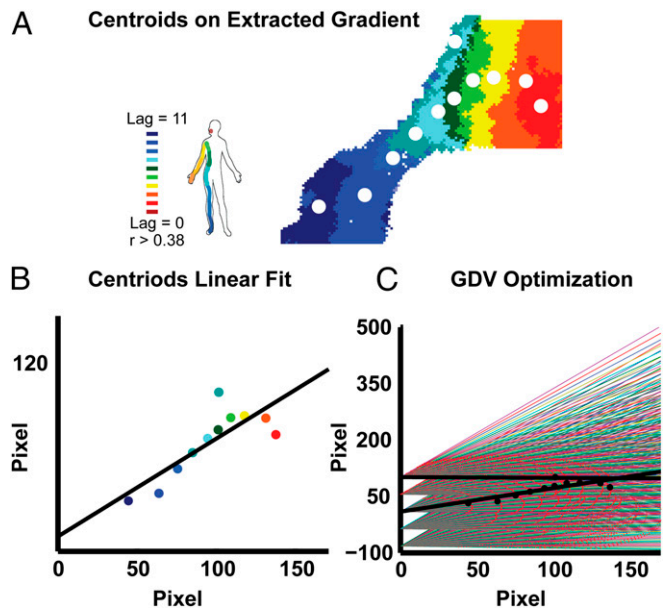 A
Centroids on Extracted Gradient
Lag = 11
Lag = 0
r > 0.38
B
Centriods Linear Fit
120
Pixel
0
50
100
150
Pixel
C
GDV Optimization
500
350
200
50
−100
Pixel
0
50
100
150
Pixel